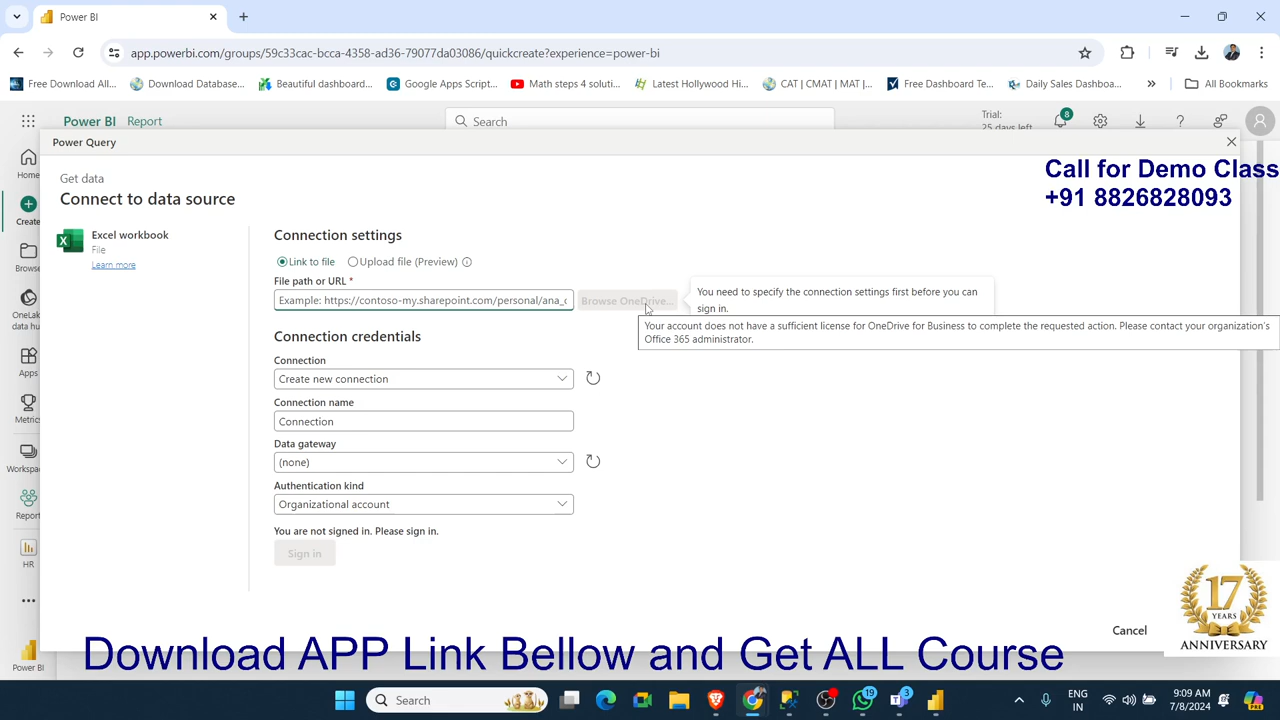 Power BI
app.powerbi.com/groups/59c33cac-bcca-4358-ad36-79077da03086/quickcreate?experience=power-bi
Free Download All...
Download Database...
Beautiful dashboard...
Google Apps Script...
Math steps 4 soluti...
Latest Hollywood Hi...
CAT | CMAT | MAT |...
Free Dashboard Te...
Daily Sales Dashboa...
»
All Bookmarks
Power BI Report
Search
Trial:
25 days left
8
Power Query
Home
Create
Browse
OneLake
data hub
Apps
Metrics
Report
HR
Power BI
Get data
Connect to data source
Call for Demo Class
+91 8826828093
Excel workbook
File
Learn more
Connection settings
Link to file
Upload file (Preview)
File path or URL *
Example: https://contoso-my.sharepoint.com/personal/ana_c
Browse OneDrive...
You need to specify the connection settings first before you can
sign in.
Your account does not have a sufficient license for OneDrive for Business to complete the requested action. Please contact your organization's
Office 365 administrator.
Connection credentials
Connection
Create new connection
Connection name
Connection
Data gateway
(none)
Authentication kind
Organizational account
You are not signed in. Please sign in.
Sign in
Cancel
17
YEARS
ANNIVERSARY
Download APP Link Bellow and Get ALL Course
Search
19
3
ENG
IN
9:09 AM
7/8/2024